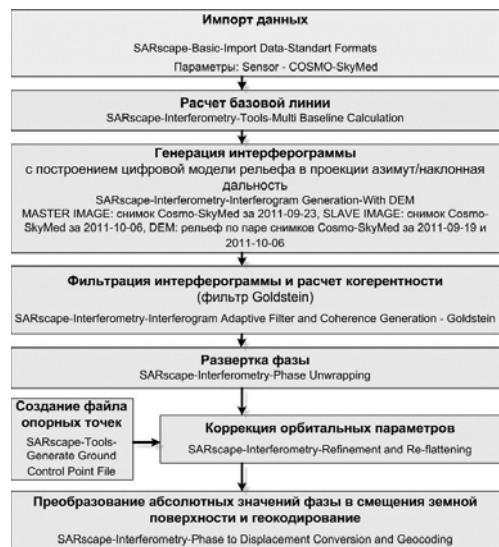 Импорт данных
SARscape-Basic-Import Data-Standart Formats
Параметры: Sensor - COSMO-SkyMed
Расчет базовой линии
SARscape-Interferometry-Tools-Multi Baseline Calculation
Генерация интерферограммы
с построением цифровой модели рельефа в проекции азимут/наклонная
дальность
SARscape-Interferometry-Interferogram Generation-With DEM
MASTER IMAGE: снимок Cosmo-SkyMed за 2011-09-23, SLAVE IMAGE: снимок Cosmo-
SkyMed за 2011-10-06, DEM: рельеф по паре снимков Cosmo-SkyMed за 2011-09-19 и
2011-10-06
Фильтрация интерферограммы и расчет когерентности
(фильтр Goldstein)
SARscape-Interferometry-Interferogram Adaptive Filter and Coherence Generation - Goldstein
Развертка фазы
SARscape-Interferometry-Phase Unwrapping
Создание файла
опорных точек
SARscape-Tools-
Generate Ground
Control Point File
Коррекция орбитальных параметров
SARscape-Interferometry-Refinement and Re-flattening
Преобразование абсолютных значений фазы в смещения земной
поверхности и геокодирование
SARscape-Interferometry-Phase to Displacement Conversion and Geocoding